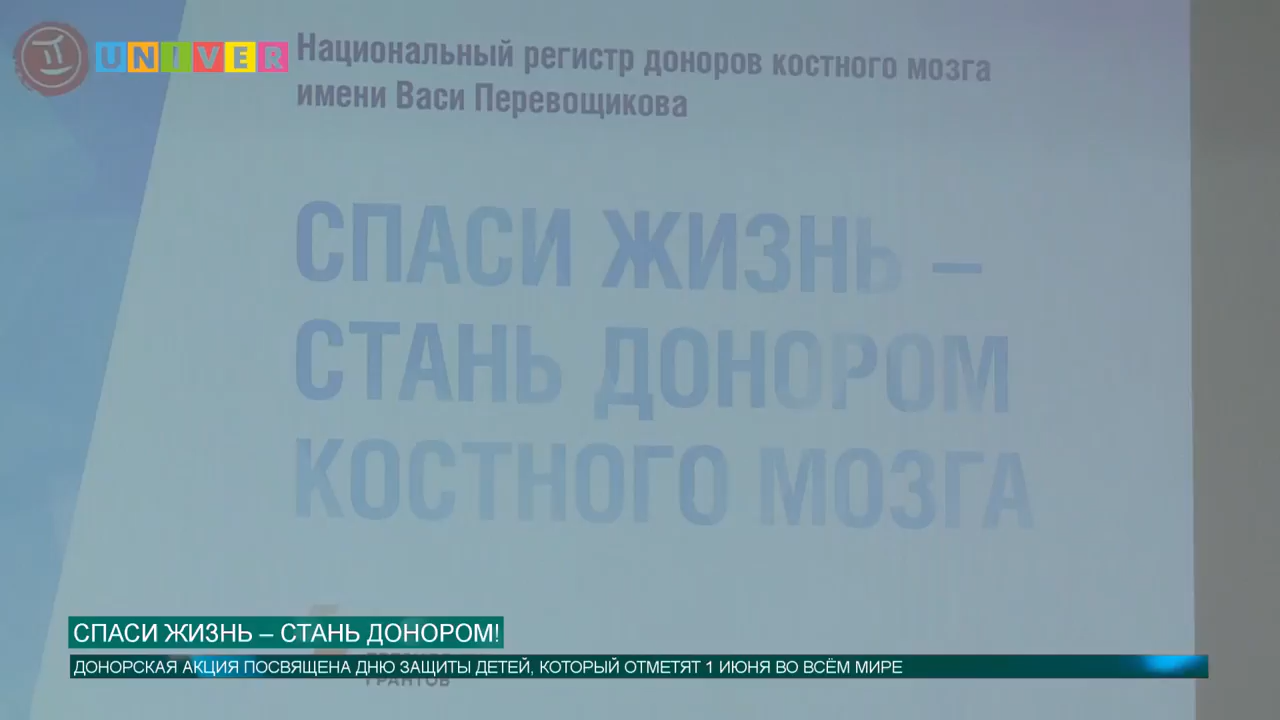 UNIVER
Национальный регистр доноров костного мозга
имени Васи Перевощикова
СПАСИ ЖИЗНЬ –
СТАНЬ ДОНОРОМ
КОСТНОГО МОЗГА
СПАСИ ЖИЗНЬ – СТАНЬ ДОНОРОМ!
ДОНОРСКАЯ АКЦИЯ ПОСВЯЩЕНА ДНЮ ЗАЩИТЫ ДЕТЕЙ, КОТОРЫЙ ОТМЕТЯТ 1 ИЮНЯ ВО ВСЁМ МИРЕ
ГРАНТОВ